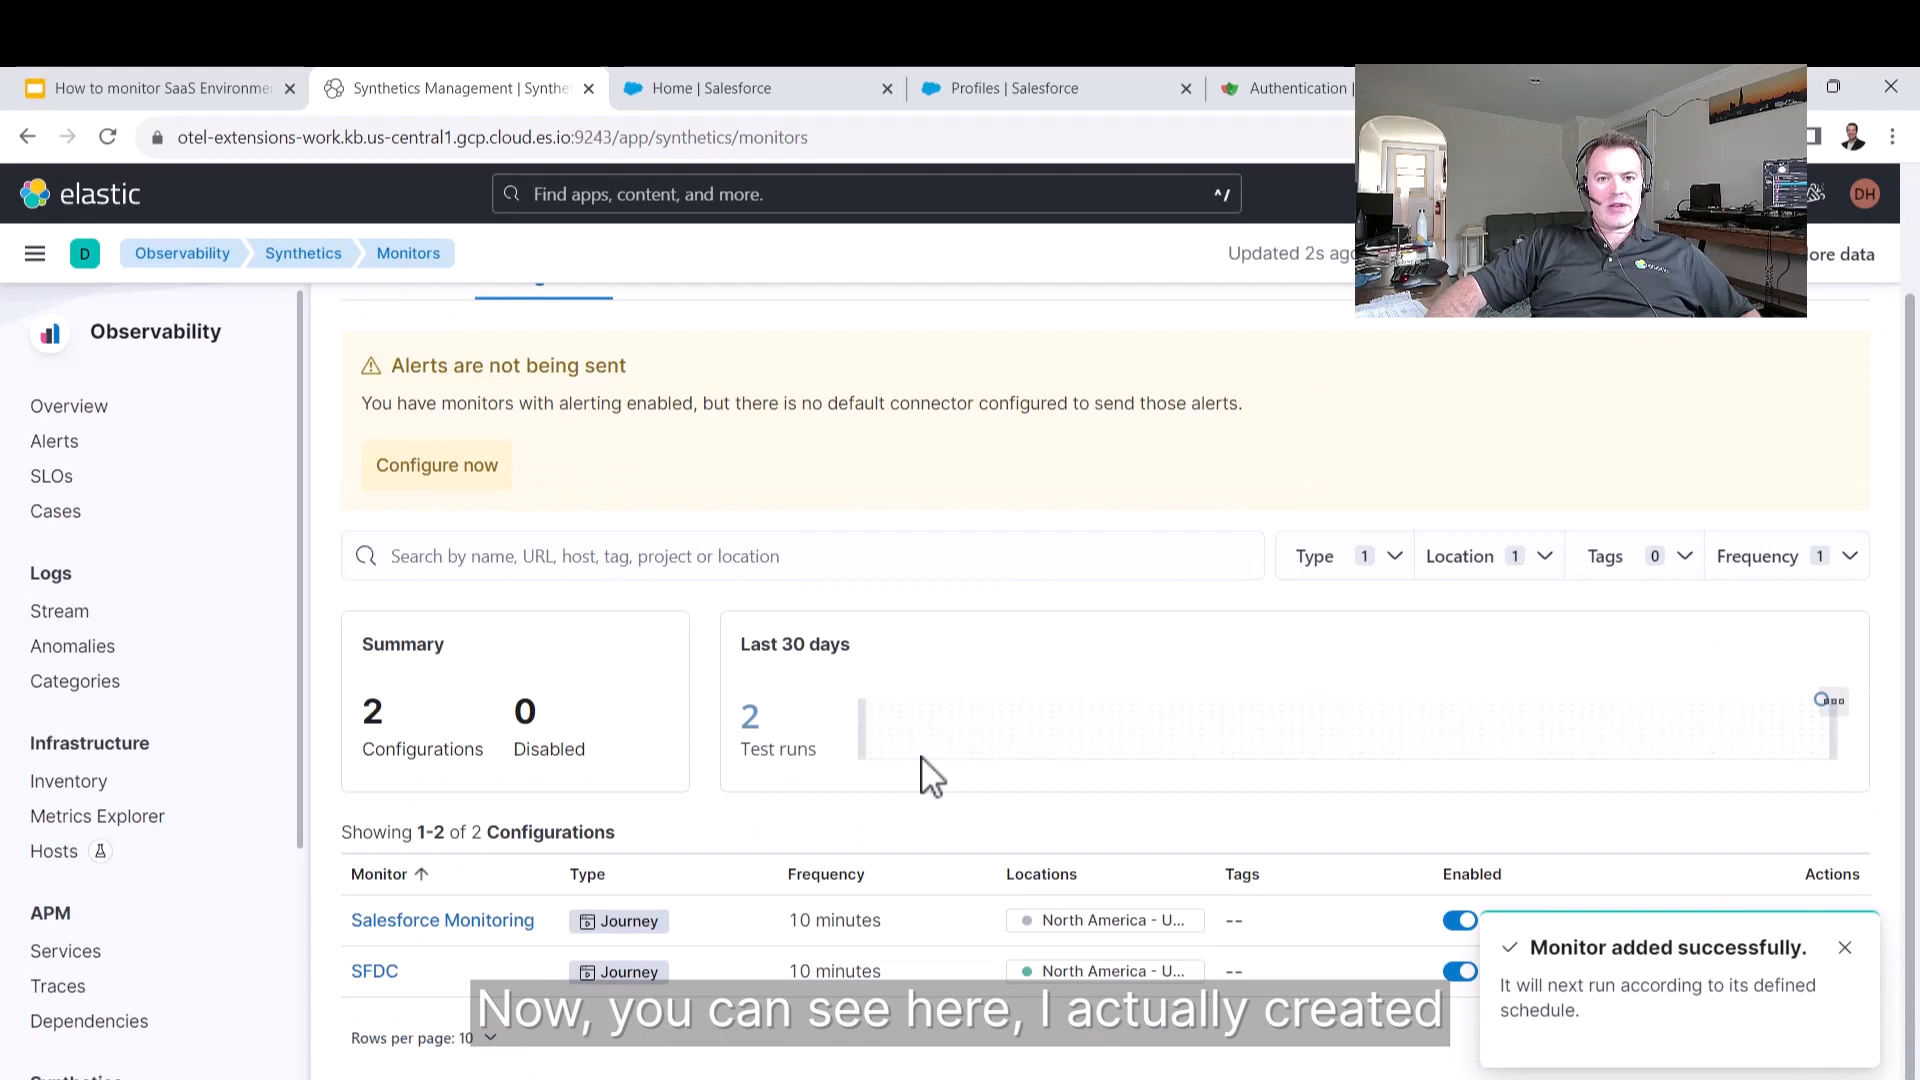 How to monitor SaaS Environme
Synthetics Management | Synthe
Home | Salesforce
Profiles | Salesforce
Authentication |
otel-extensions-work.kb.us-central1.gcp.cloud.es.io:9243/app/synthetics/monitors
elastic
Find apps, content, and more.
^/
DH
D
Observability
Synthetics
Monitors
Updated 2s ago
ore data
Observability
Overview
Alerts
SLOs
Cases
Logs
Stream
Anomalies
Categories
Infrastructure
Inventory
Metrics Explorer
Hosts
APM
Services
Traces
Dependencies
Alerts are not being sent
You have monitors with alerting enabled, but there is no default connector configured to send those alerts.
Configure now
Search by name, URL, host, tag, project or location
Type 1
Location 1
Tags 0
Frequency 1
Summary
2
Configurations
0
Disabled
Last 30 days
2
Test runs
Showing 1-2 of 2 Configurations
Monitor Type Frequency Locations Tags Enabled Actions
Salesforce Monitoring Journey 10 minutes North America - U... --
SFDC Journey 10 minutes North America - U... --
Rows per page: 10
Monitor added successfully.
It will next run according to its defined
schedule.
Now, you can see here, I actually created